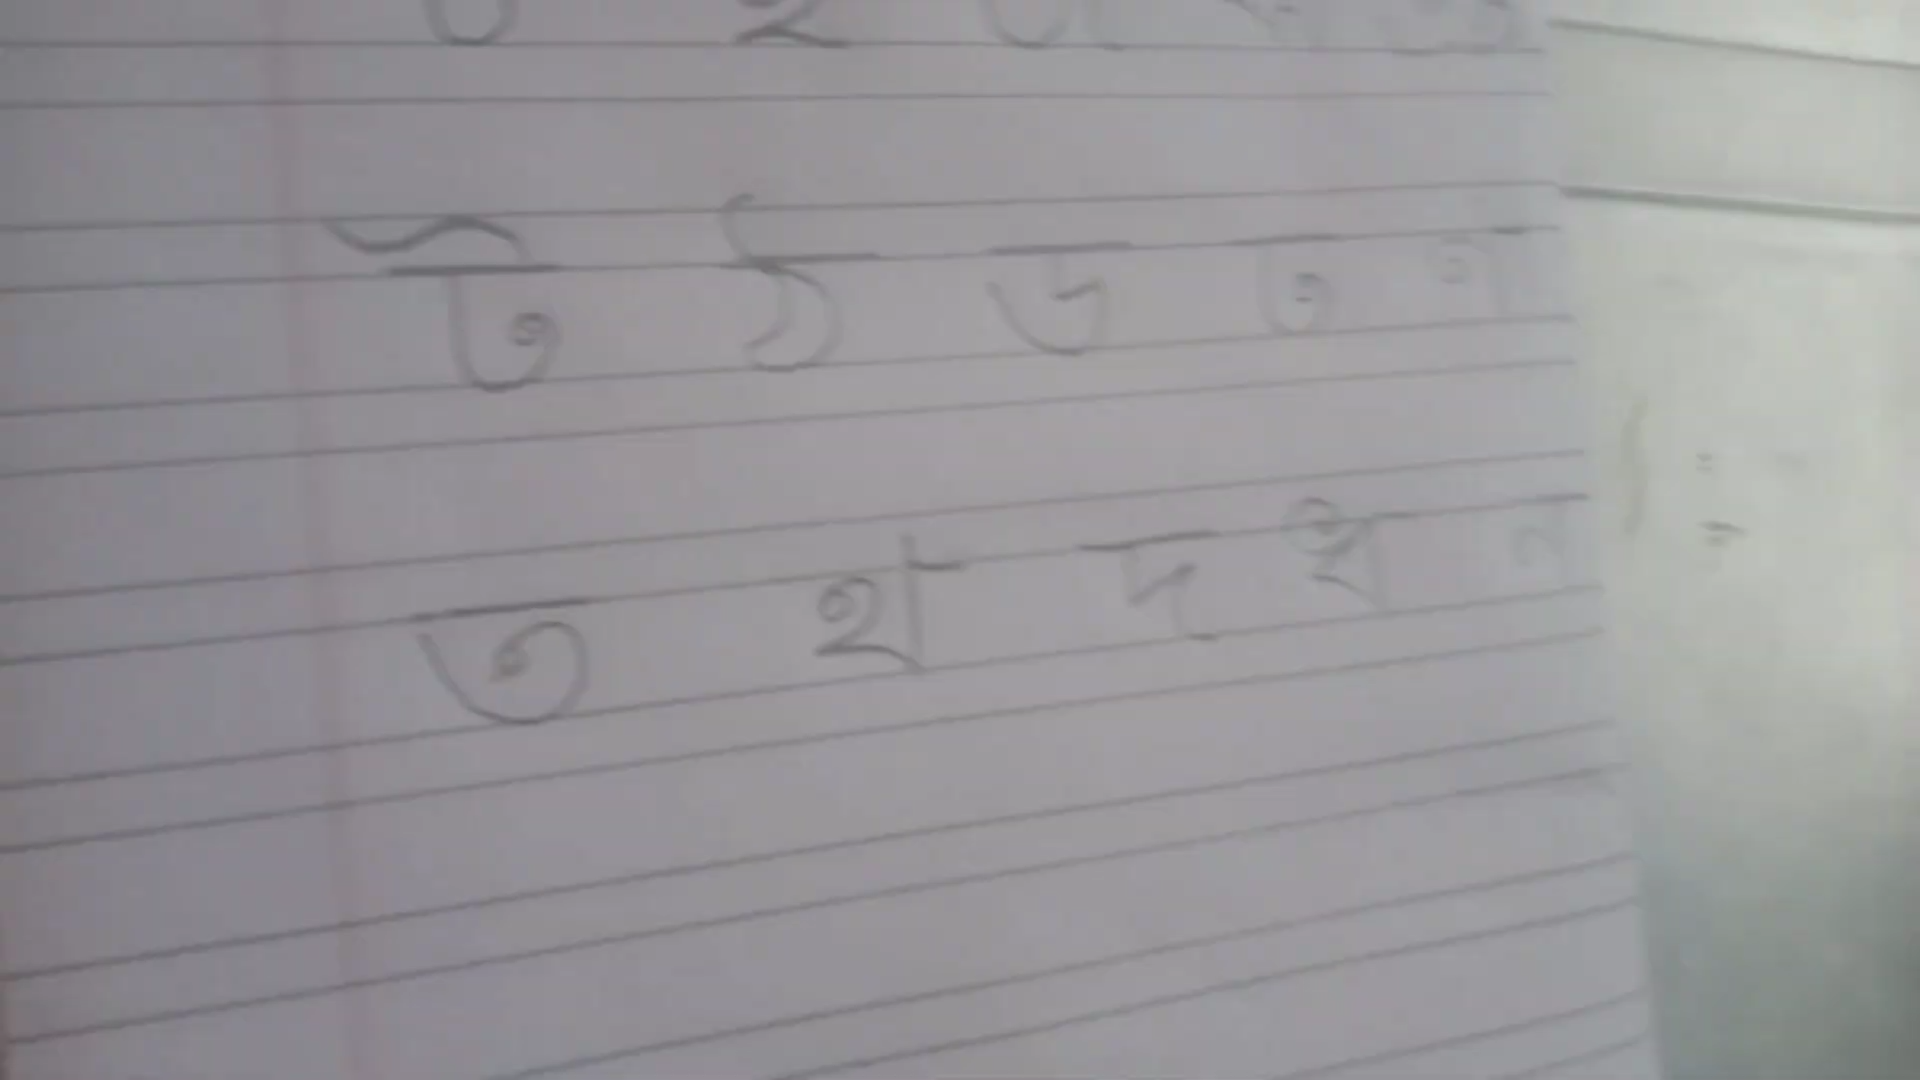 ট ঠ ড ঢ ণ
ত থ দ ধ ন